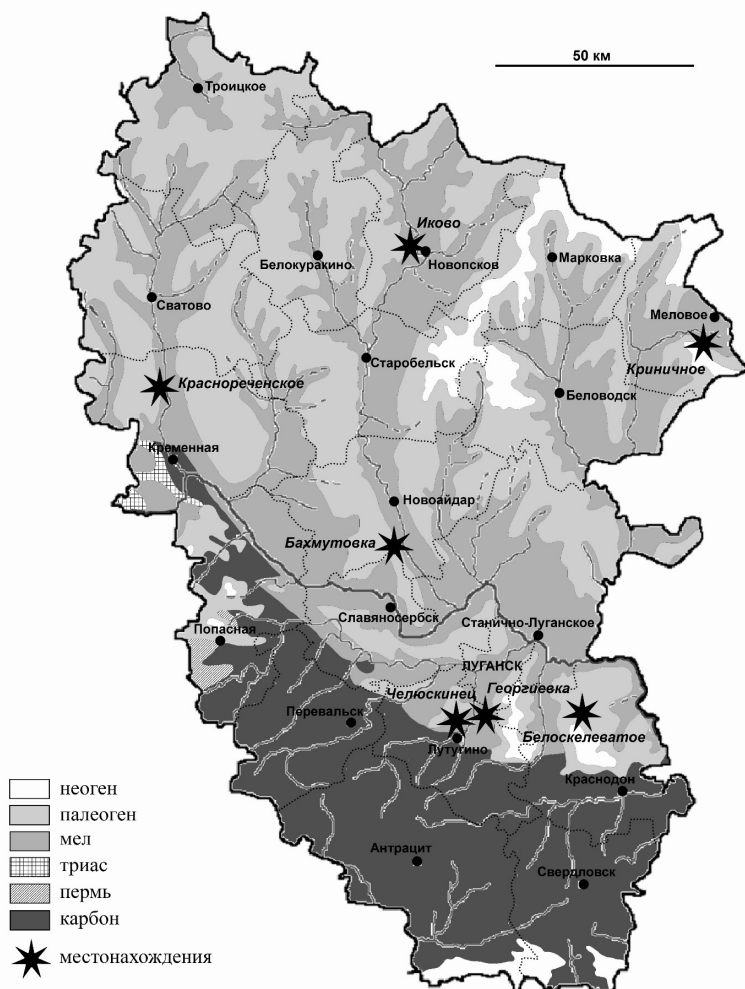 50 км
Троицкое
Иково
Белокуракино
Новопсков
Марковка
Сватово
Меловое
Старобельск
Криничное
Краснореченское
Беловодск
Кременная
Новоайдар
Бахмутовка
Славяносербск
Станично-Луганское
Попасная
ЛУГАНСК
Челюскинец
Георгиевка
Перевальск
Белоскелеватое
Лутугино
Краснодон
неоген
палеоген
мел
триас
пермь
карбон
местонахождения
Антрацит
Свердловск